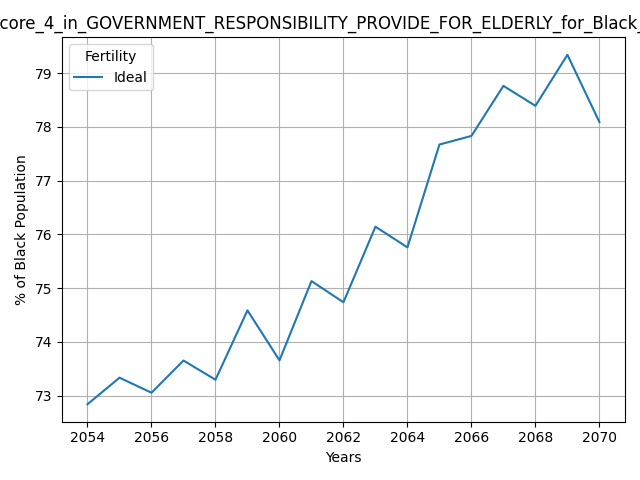 core_4_in_GOVERNMENT_RESPONSIBILITY_PROVIDE_FOR_ELDERLY_for_Black_
Fertility
Ideal
79
78
77
76
75
74
73
% of Black Population
2054 2056 2058 2060 2062 2064 2066 2068 2070
Years